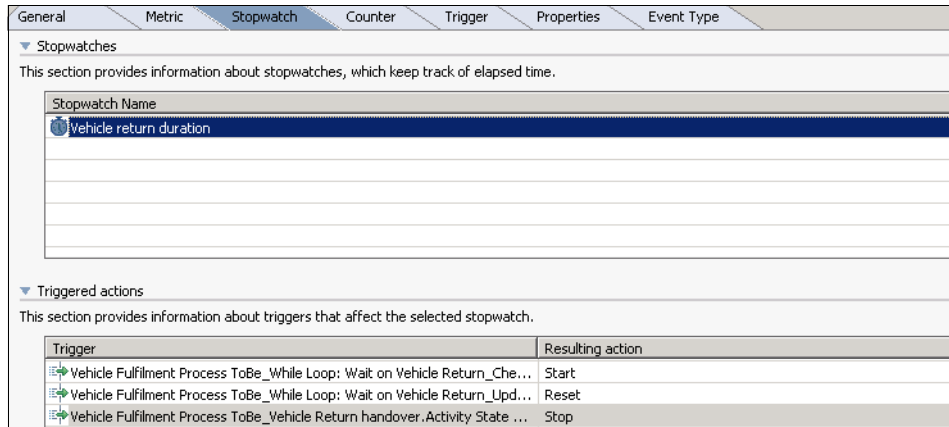 General Metric Stopwatch Counter Trigger Properties Event Type
Stopwatches
This section provides information about stopwatches, which keep track of elapsed time.
Stopwatch Name
Vehicle return duration
Triggered actions
This section provides information about triggers that affect the selected stopwatch.
Trigger Resulting action
Vehicle Fulfilment Process ToBe_While Loop: Wait on Vehicle Return_Che... Start
Vehicle Fulfilment Process ToBe_While Loop: Wait on Vehicle Return_Upd... Reset
Vehicle Fulfilment Process ToBe_Vehicle Return handover.Activity State ... Stop